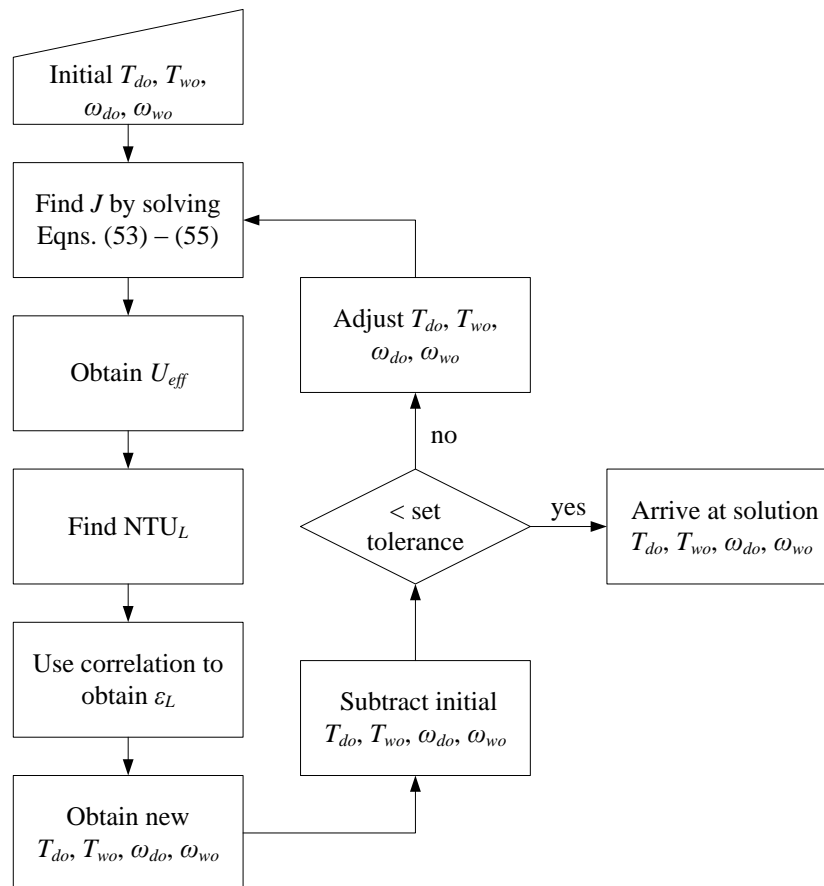 Initial T_do, T_wo,
ω_do, ω_wo
Find J by solving
Eqns. (53) – (55)
Obtain U_eff
Find NTU_L
Use correlation to
obtain ε_L
Obtain new
T_do, T_wo, ω_do, ω_wo
Subtract initial
T_do, T_wo, ω_do, ω_wo
< set
tolerance
no
Adjust T_do, T_wo,
ω_do, ω_wo
yes
Arrive at solution
T_do, T_wo, ω_do, ω_wo